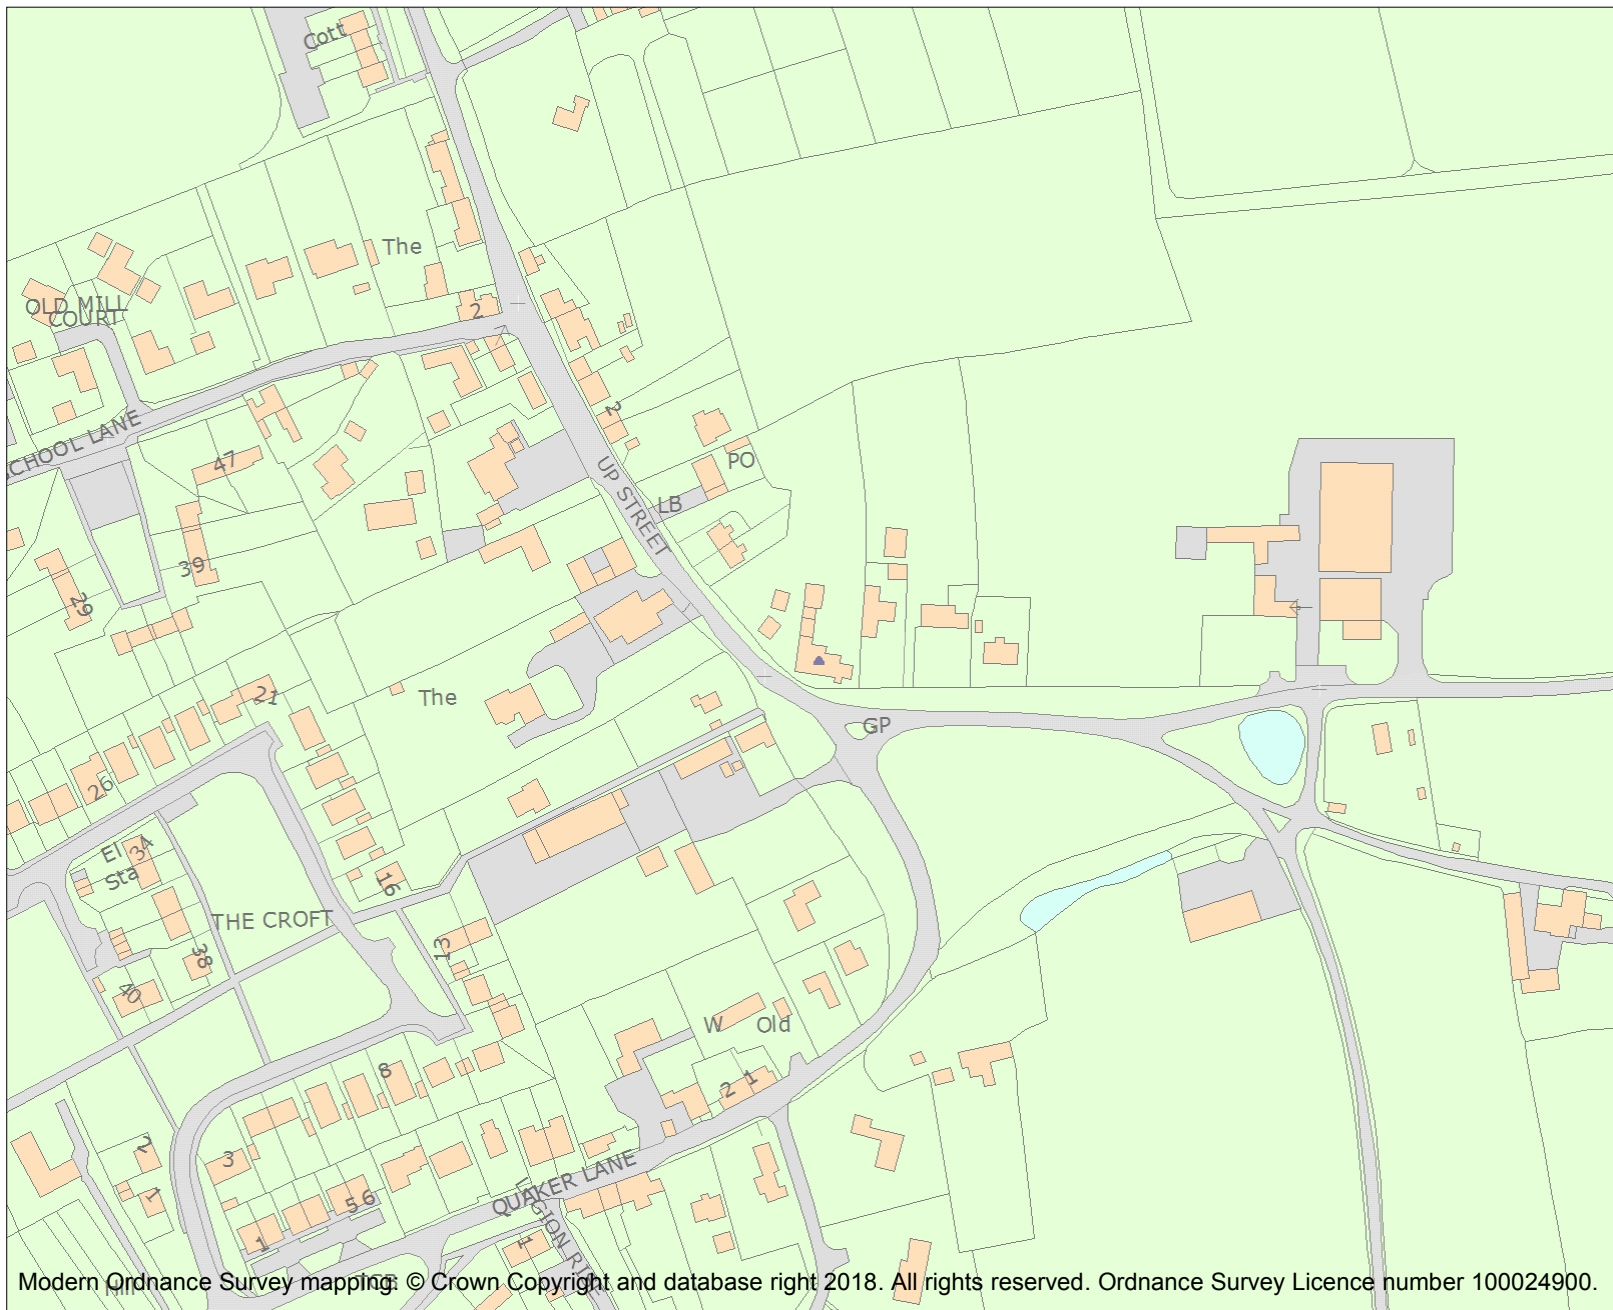 Cott
The
2
OLD MILL
COURT
2
SCHOOL LANE
47
PO
UP STREET
LB
39
29
The
21
GP
26
34
El
Sta
16
THE CROFT
13
38
40
W
Old
8
2 1
2
3
1
QUAKER LANE
5 6
1
1
TCB
Modern Ordnance Survey mapping: © Crown Copyright and database right 2018. All rights reserved. Ordnance Survey Licence number 100024900.